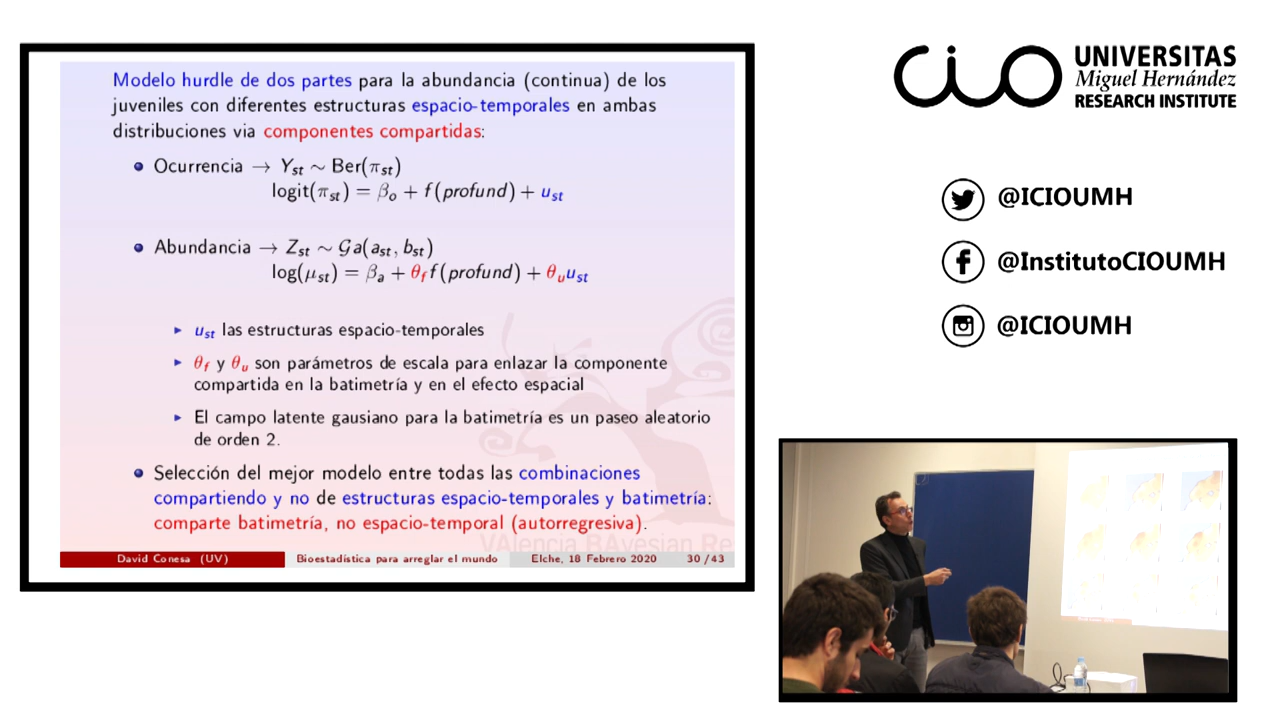 Modelo hurdle de dos partes para la abundancia (continua) de los
juveniles con diferentes estructuras espacio-temporales en ambas
distribuciones via componentes compartidas:
Ocurrencia → Y_st ∼ Ber(π_st)
logit(π_st) = β_o + f(profund) + u_st
Abundancia → Z_st ∼ Ga(a_st, b_st)
log(μ_st) = β_a + θ_f f(profund) + θ_u u_st
u_st las estructuras espacio-temporales
θ_f y θ_u son parámetros de escala para enlazar la componente
compartida en la batimetría y en el efecto espacial
El campo latente gausiano para la batimetría es un paseo aleatorio
de orden 2.
Selección del mejor modelo entre todas las combinaciones
compartiendo y no de estructuras espacio-temporales y batimetría:
comparte batimetría, no espacio-temporal (autorregresiva).
VAlencia BAyesian Re
David Conesa (UV) Bioestadística para arreglar el mundo Elche, 18 Febrero 2020 30/43
cio UNIVERSITAS
Miguel Hernández
RESEARCH INSTITUTE
@ICIOUMH
@InstitutoCIOUMH
@ICIOUMH